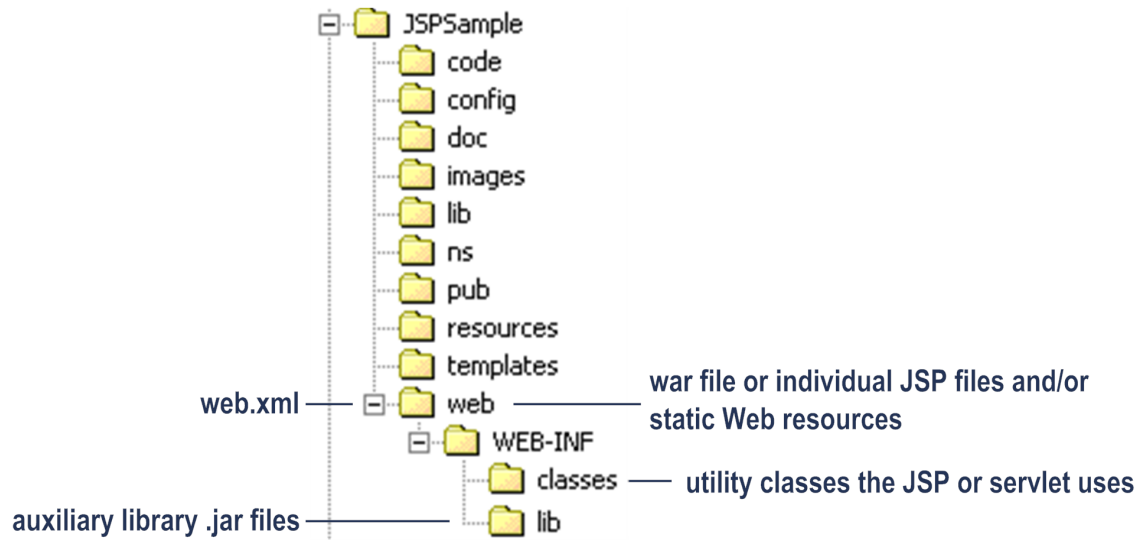 JSPSample
code
config
doc
images
lib
ns
pub
resources
templates
web.xml
web
war file or individual JSP files and/or
static Web resources
WEB-INF
classes
utility classes the JSP or servlet uses
auxiliary library .jar files
lib